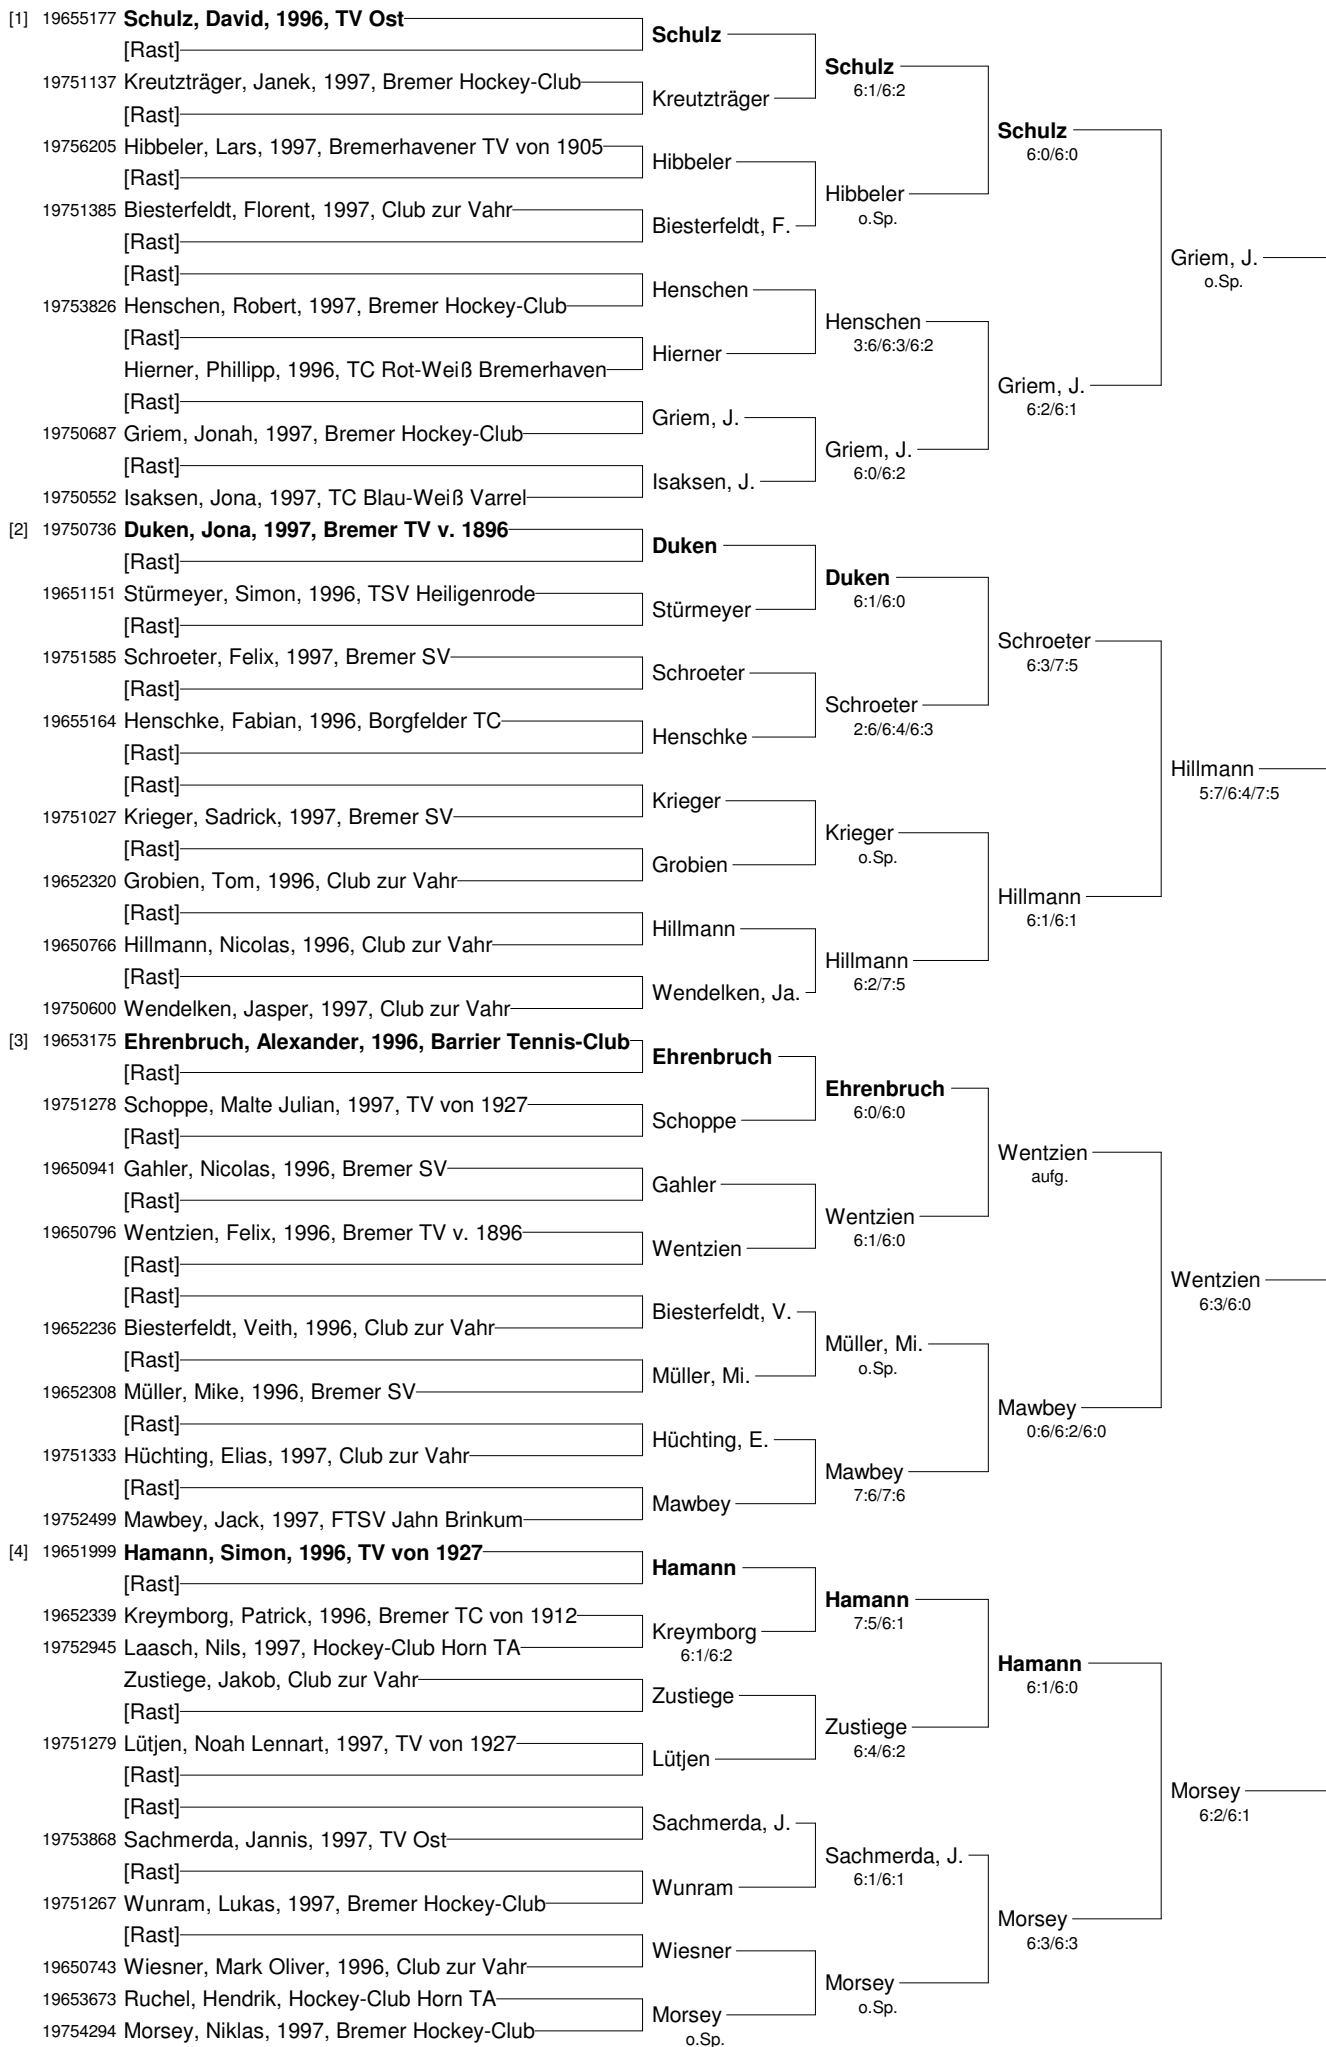 [1] 19655177 Schulz, David, 1996, TV Ost
[Rast]
19751137 Kreutzträger, Janek, 1997, Bremer Hockey-Club
[Rast]
19756205 Hibbeler, Lars, 1997, Bremerhavener TV von 1905
[Rast]
19751385 Biesterfeldt, Florent, 1997, Club zur Vahr
[Rast]
[Rast]
19753826 Henschen, Robert, 1997, Bremer Hockey-Club
[Rast]
Hierner, Phillipp, 1996, TC Rot-Weiß Bremerhaven
[Rast]
19750687 Griem, Jonah, 1997, Bremer Hockey-Club
[Rast]
19750552 Isaksen, Jona, 1997, TC Blau-Weiß Varrel
[2] 19750736 Duken, Jona, 1997, Bremer TV v. 1896
[Rast]
19651151 Stürmeyer, Simon, 1996, TSV Heiligenrode
[Rast]
19751585 Schroeter, Felix, 1997, Bremer SV
[Rast]
19655164 Henschke, Fabian, 1996, Borgfelder TC
[Rast]
[Rast]
19751027 Krieger, Sadrick, 1997, Bremer SV
[Rast]
19652320 Grobien, Tom, 1996, Club zur Vahr
[Rast]
19650766 Hillmann, Nicolas, 1996, Club zur Vahr
[Rast]
19750600 Wendelken, Jasper, 1997, Club zur Vahr
[3] 19653175 Ehrenbruch, Alexander, 1996, Barrier Tennis-Club
[Rast]
19751278 Schoppe, Malte Julian, 1997, TV von 1927
[Rast]
19650941 Gahler, Nicolas, 1996, Bremer SV
[Rast]
19650796 Wentzien, Felix, 1996, Bremer TV v. 1896
[Rast]
[Rast]
19652236 Biesterfeldt, Veith, 1996, Club zur Vahr
[Rast]
19652308 Müller, Mike, 1996, Bremer SV
[Rast]
19751333 Hüchting, Elias, 1997, Club zur Vahr
[Rast]
19752499 Mawbey, Jack, 1997, FTSV Jahn Brinkum
[4] 19651999 Hamann, Simon, 1996, TV von 1927
[Rast]
19652339 Kreymborg, Patrick, 1996, Bremer TC von 1912
19752945 Laasch, Nils, 1997, Hockey-Club Horn TA
Zustiege, Jakob, Club zur Vahr
[Rast]
19751279 Lütjen, Noah Lennart, 1997, TV von 1927
[Rast]
[Rast]
19753868 Sachmerda, Jannis, 1997, TV Ost
[Rast]
19751267 Wunram, Lukas, 1997, Bremer Hockey-Club
[Rast]
19650743 Wiesner, Mark Oliver, 1996, Club zur Vahr
19653673 Ruchel, Hendrik, Hockey-Club Horn TA
19754294 Morsey, Niklas, 1997, Bremer Hockey-Club
Schulz
Kreutzträger
Hibbeler
Biesterfeldt, F.
Henschen
Hierner
Griem, J.
Isaksen, J.
Duken
Stürmeyer
Schroeter
Henschke
Krieger
Grobien
Hillmann
Wendelken, Ja.
Ehrenbruch
Schoppe
Gahler
Wentzien
Biesterfeldt, V.
Müller, Mi.
Hüchting, E.
Mawbey
Hamann
Kreymborg
6:1/6:2
Zustiege
Lütjen
Sachmerda, J.
Wunram
Wiesner
Morsey
o.Sp.
Schulz
6:1/6:2
Hibbeler
o.Sp.
Henschen
3:6/6:3/6:2
Griem, J.
6:0/6:2
Duken
6:1/6:0
Schroeter
2:6/6:4/6:3
Krieger
o.Sp.
Hillmann
6:2/7:5
Ehrenbruch
6:0/6:0
Wentzien
6:1/6:0
Müller, Mi.
o.Sp.
Mawbey
7:6/7:6
Hamann
7:5/6:1
Zustiege
6:4/6:2
Sachmerda, J.
6:1/6:1
Morsey
o.Sp.
Schulz
6:0/6:0
Griem, J.
6:2/6:1
Schroeter
6:3/7:5
Hillmann
6:1/6:1
Wentzien
aufg.
Mawbey
0:6/6:2/6:0
Hamann
6:1/6:0
Morsey
6:3/6:3
Griem, J.
o.Sp.
Hillmann
5:7/6:4/7:5
Wentzien
6:3/6:0
Morsey
6:2/6:1